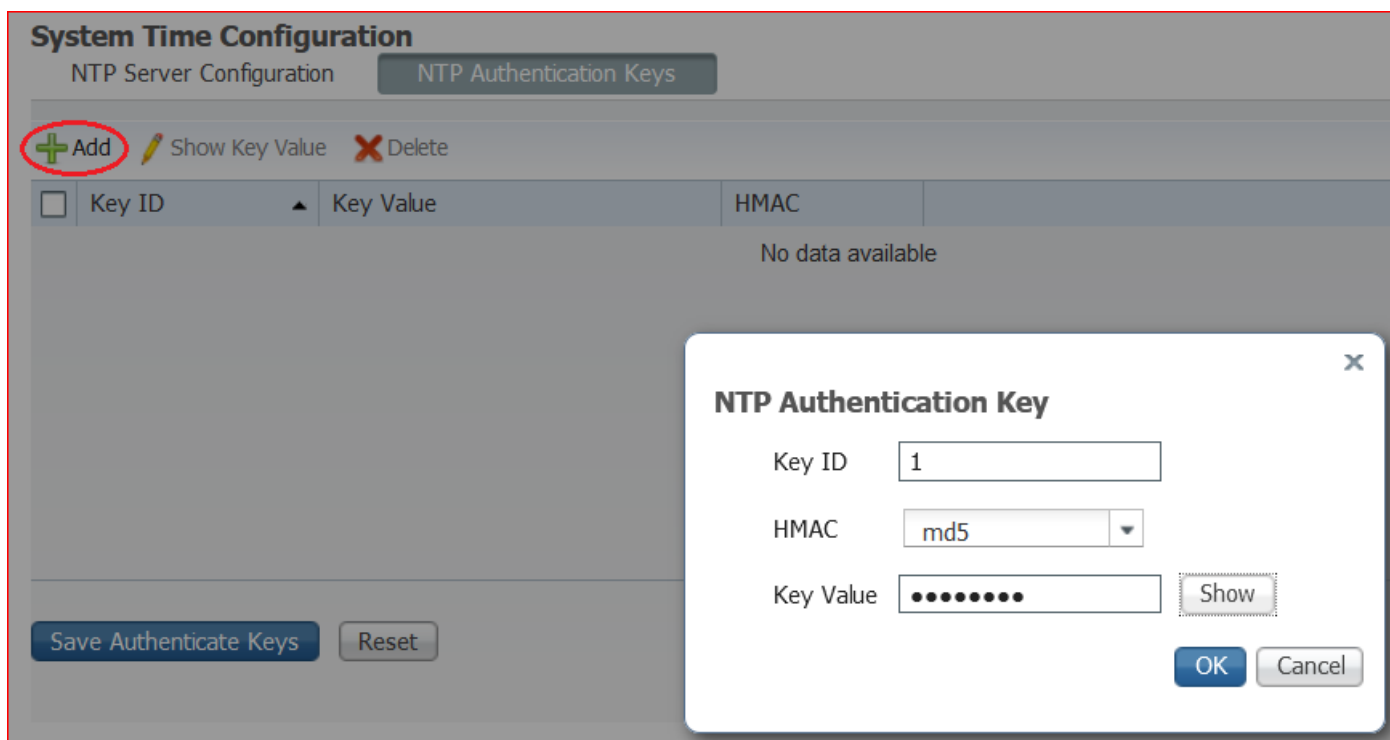 System Time Configuration
NTP Server Configuration NTP Authentication Keys
Add Show Key Value Delete
Key ID Key Value HMAC
No data available
NTP Authentication Key
Key ID 1
HMAC md5
Key Value •••••••• Show
Save Authenticate Keys Reset
OK Cancel